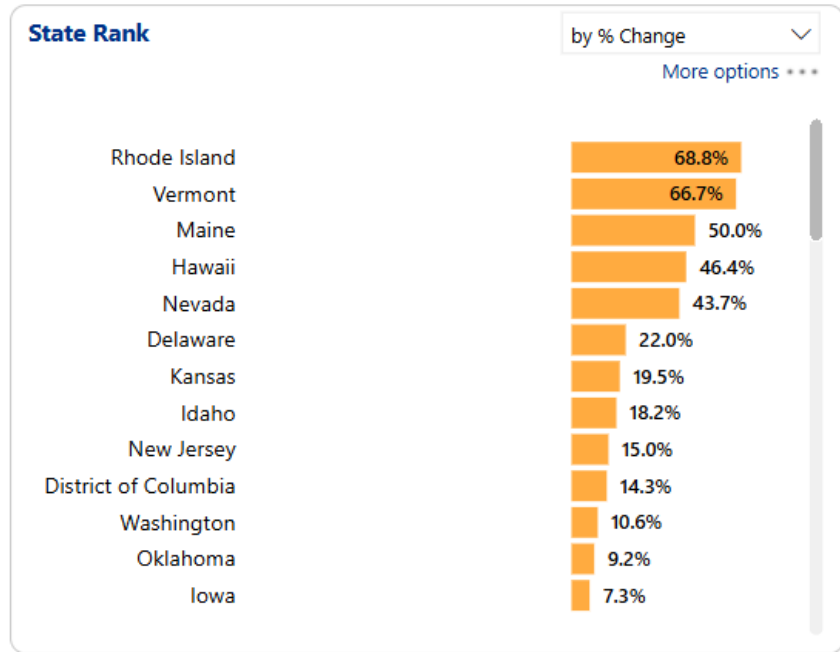 State Rank
by % Change
More options
Rhode Island 68.8%
Vermont 66.7%
Maine 50.0%
Hawaii 46.4%
Nevada 43.7%
Delaware 22.0%
Kansas 19.5%
Idaho 18.2%
New Jersey 15.0%
District of Columbia 14.3%
Washington 10.6%
Oklahoma 9.2%
Iowa 7.3%